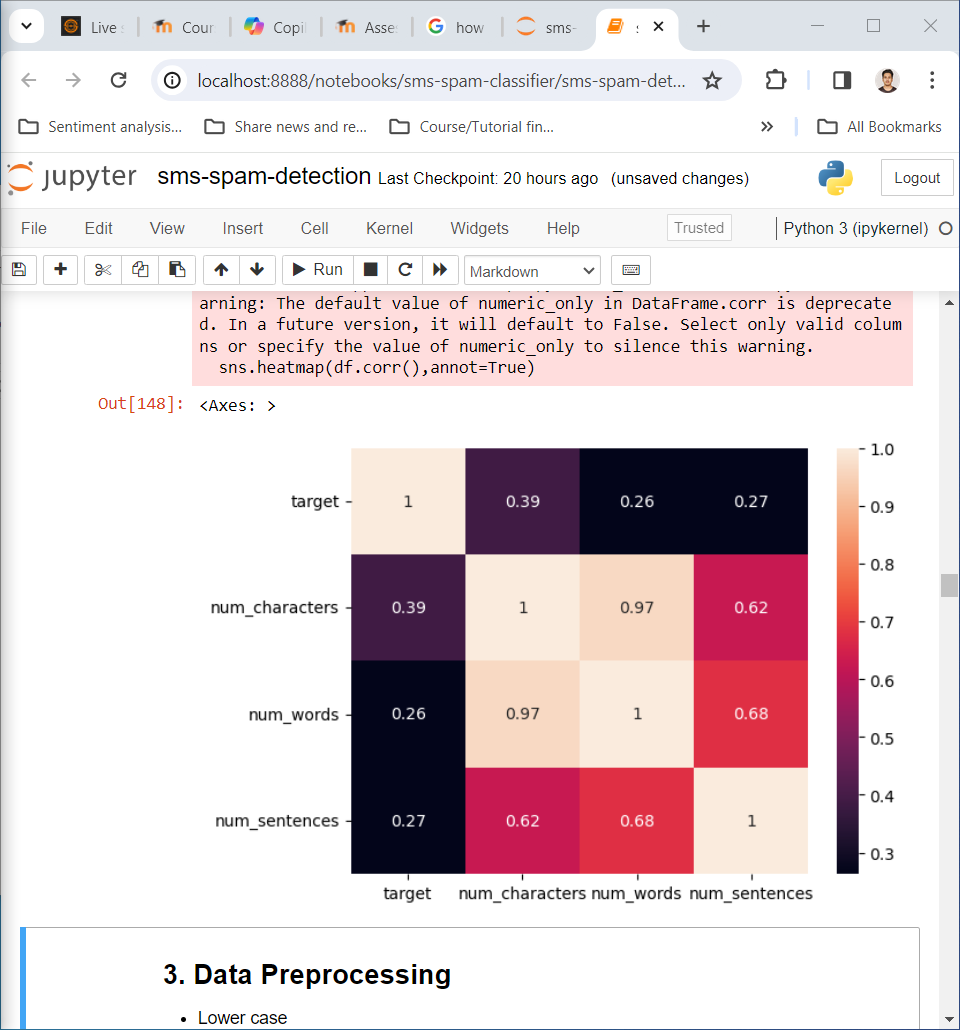 Live
Cour
Copil
Asse
how
sms-
localhost:8888/notebooks/sms-spam-classifier/sms-spam-det...
Sentiment analysis...
Share news and re...
Course/Tutorial fin...
All Bookmarks
jupyter sms-spam-detection Last Checkpoint: 20 hours ago (unsaved changes)
Logout
File Edit View Insert Cell Kernel Widgets Help Trusted Python 3 (ipykernel)
Run Markdown
arning: The default value of numeric_only in DataFrame.corr is deprecate
d. In a future version, it will default to False. Select only valid colum
ns or specify the value of numeric_only to silence this warning.
sns.heatmap(df.corr(),annot=True)
Out[148]: <Axes: >
target 1 0.39 0.26 0.27
num_characters 0.39 1 0.97 0.62
num_words 0.26 0.97 1 0.68
num_sentences 0.27 0.62 0.68 1
target num_characters num_words num_sentences
1.0
0.9
0.8
0.7
0.6
0.5
0.4
0.3
3. Data Preprocessing
• Lower case